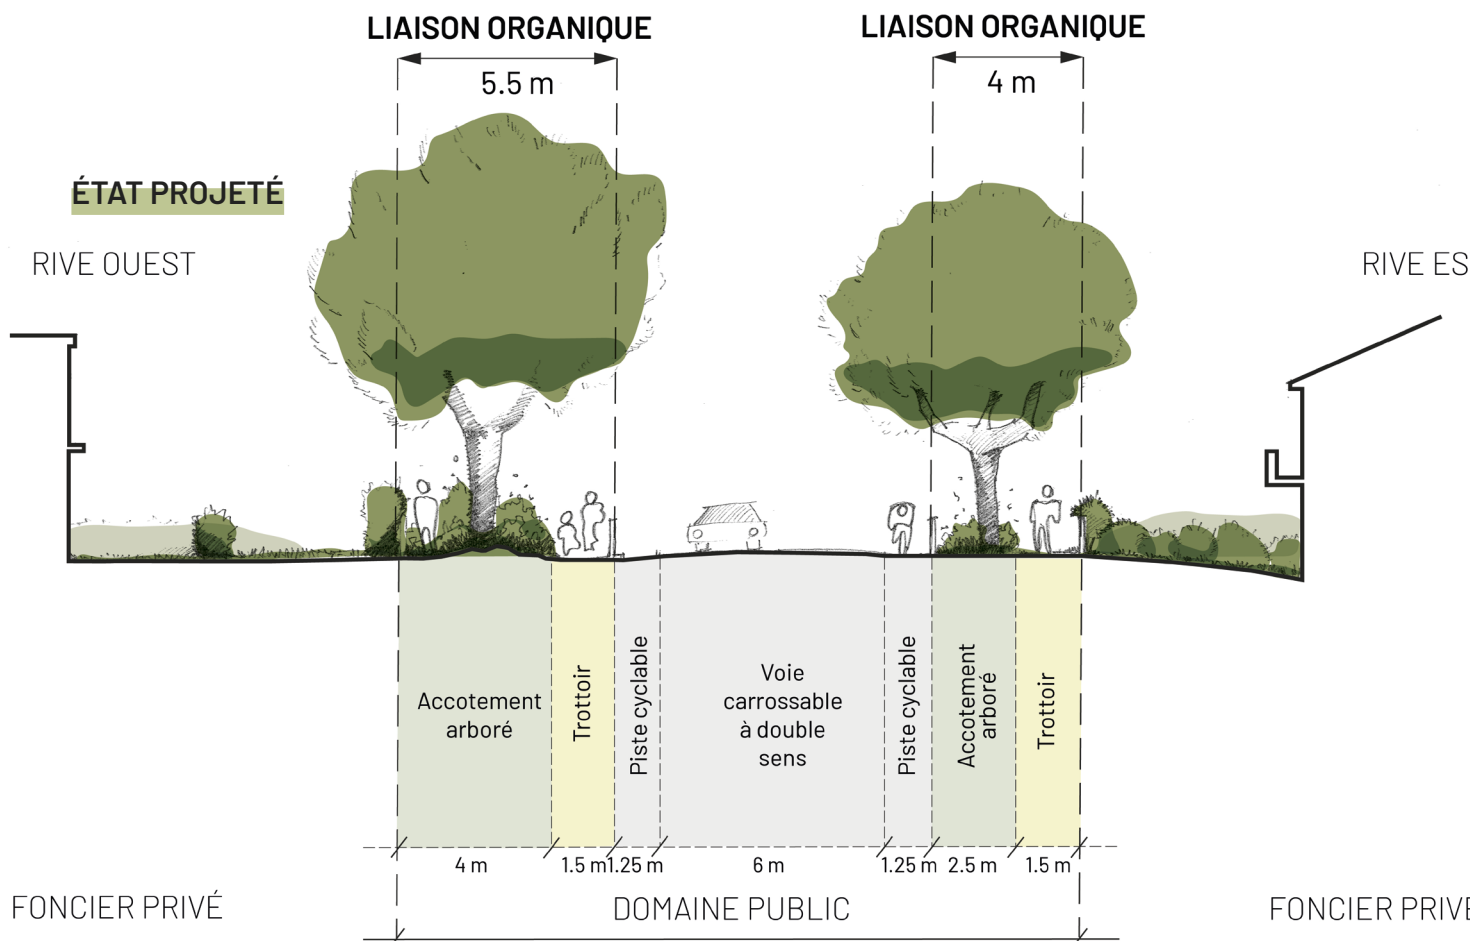 LIAISON ORGANIQUE
5.5 m
LIAISON ORGANIQUE
4 m
ÉTAT PROJETÉ
RIVE OUEST
RIVE ES
Accotement
arboré
Trottoir
Piste cyclable
Voie
carrossable
à double
sens
Piste cyclable
Accotement
arboré
Trottoir
4 m
1.5 m
1.25 m
6 m
1.25 m
2.5 m
1.5 m
FONCIER PRIVÉ
DOMAINE PUBLIC
FONCIER PRIVÉ